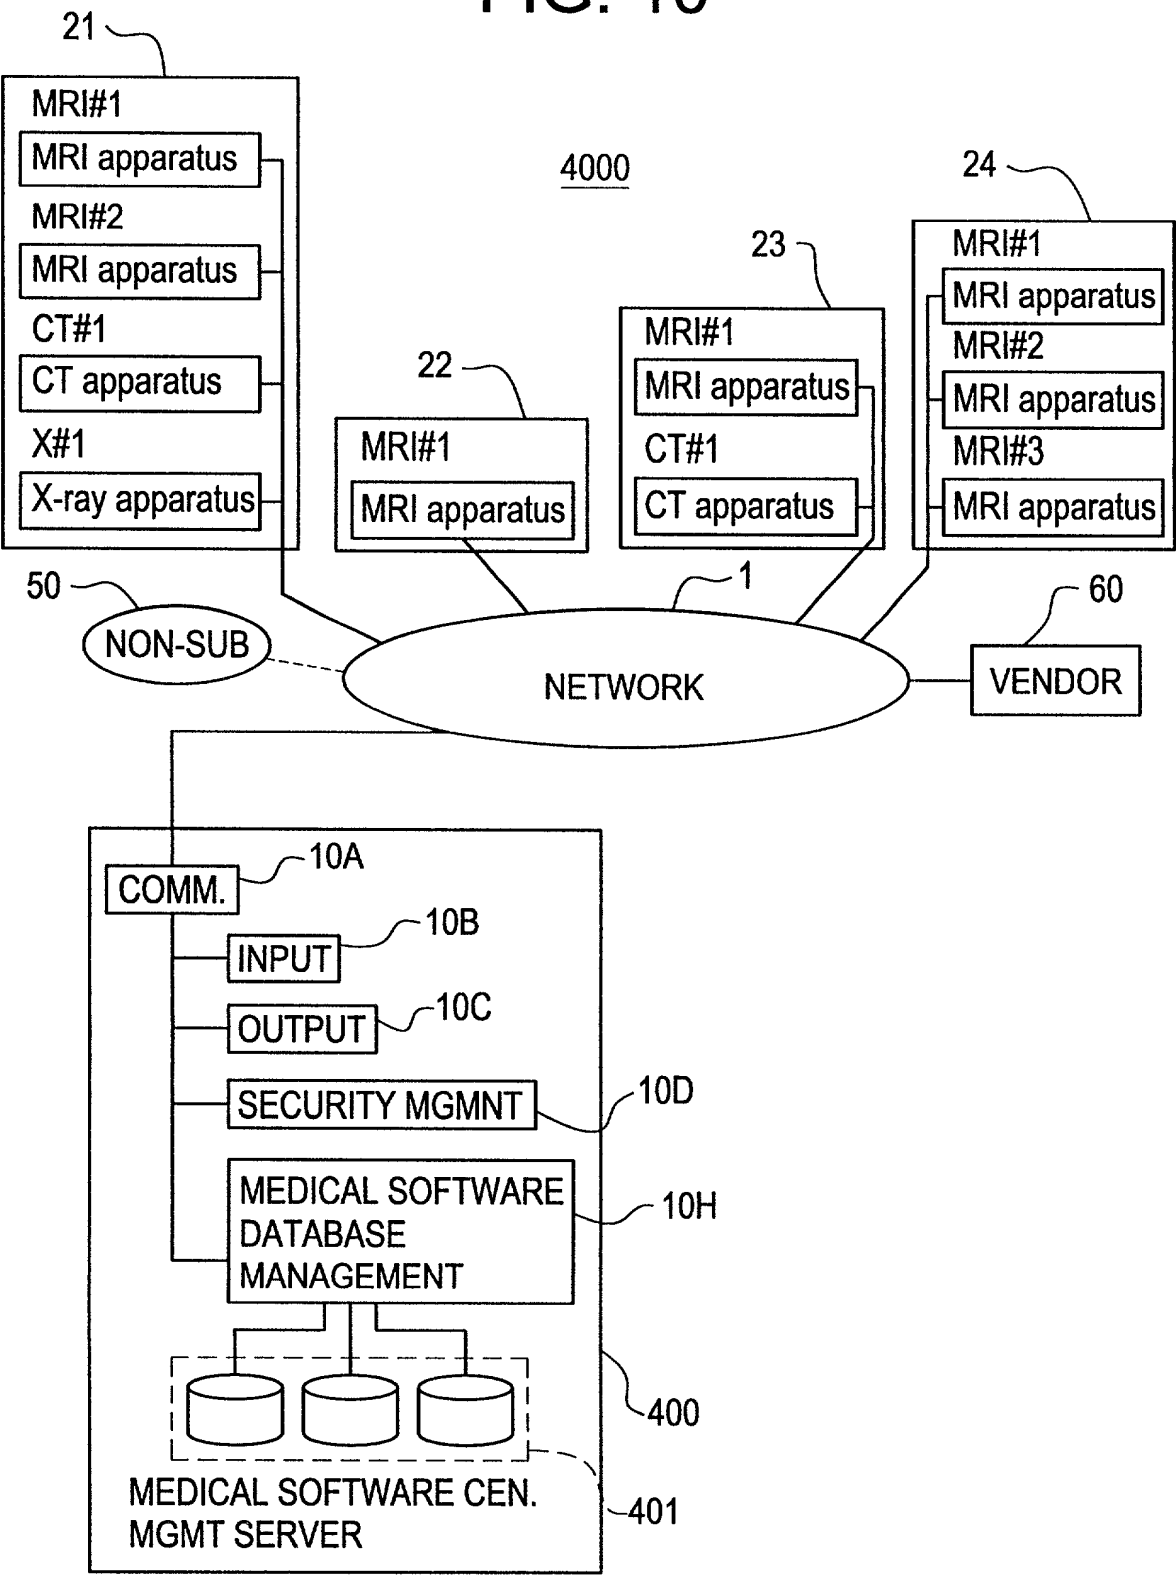 21
MRI#1
MRI apparatus
MRI#2
MRI apparatus
CT#1
CT apparatus
X#1
X-ray apparatus
4000
22
MRI#1
MRI apparatus
23
MRI#1
MRI apparatus
CT#1
CT apparatus
24
MRI#1
MRI apparatus
MRI#2
MRI apparatus
MRI#3
MRI apparatus
50
NON-SUB
1
NETWORK
60
VENDOR
COMM.
10A
INPUT
10B
OUTPUT
10C
SECURITY MGMNT
10D
MEDICAL SOFTWARE
DATABASE
MANAGEMENT
10H
400
401
MEDICAL SOFTWARE CEN.
MGMT SERVER